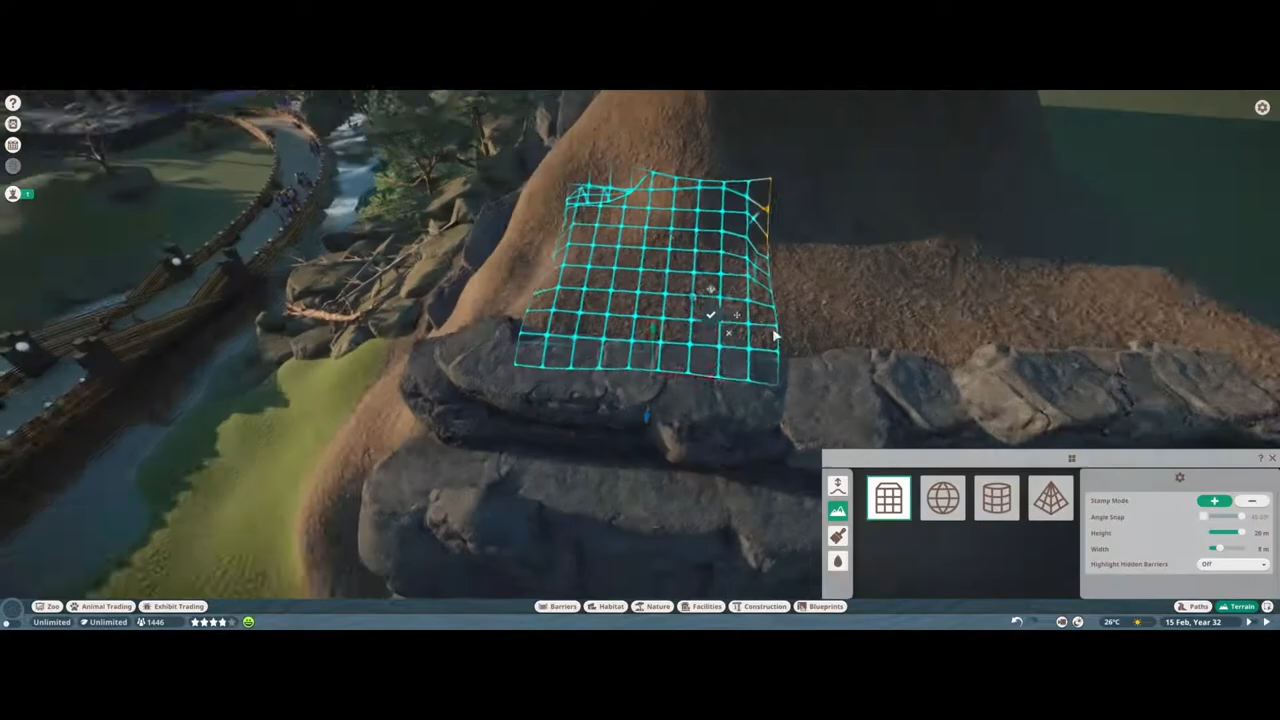 ?
1
? ×
Stamp Mode + −
Angle Snap
Height 20 m
Width 8 m
Highlight Hidden Barriers Off
Zoo Animal Trading Exhibit Trading Barriers Habitat Nature Facilities Construction Blueprints Paths Terrain
Unlimited Unlimited 1446 26°C 15 Feb, Year 32